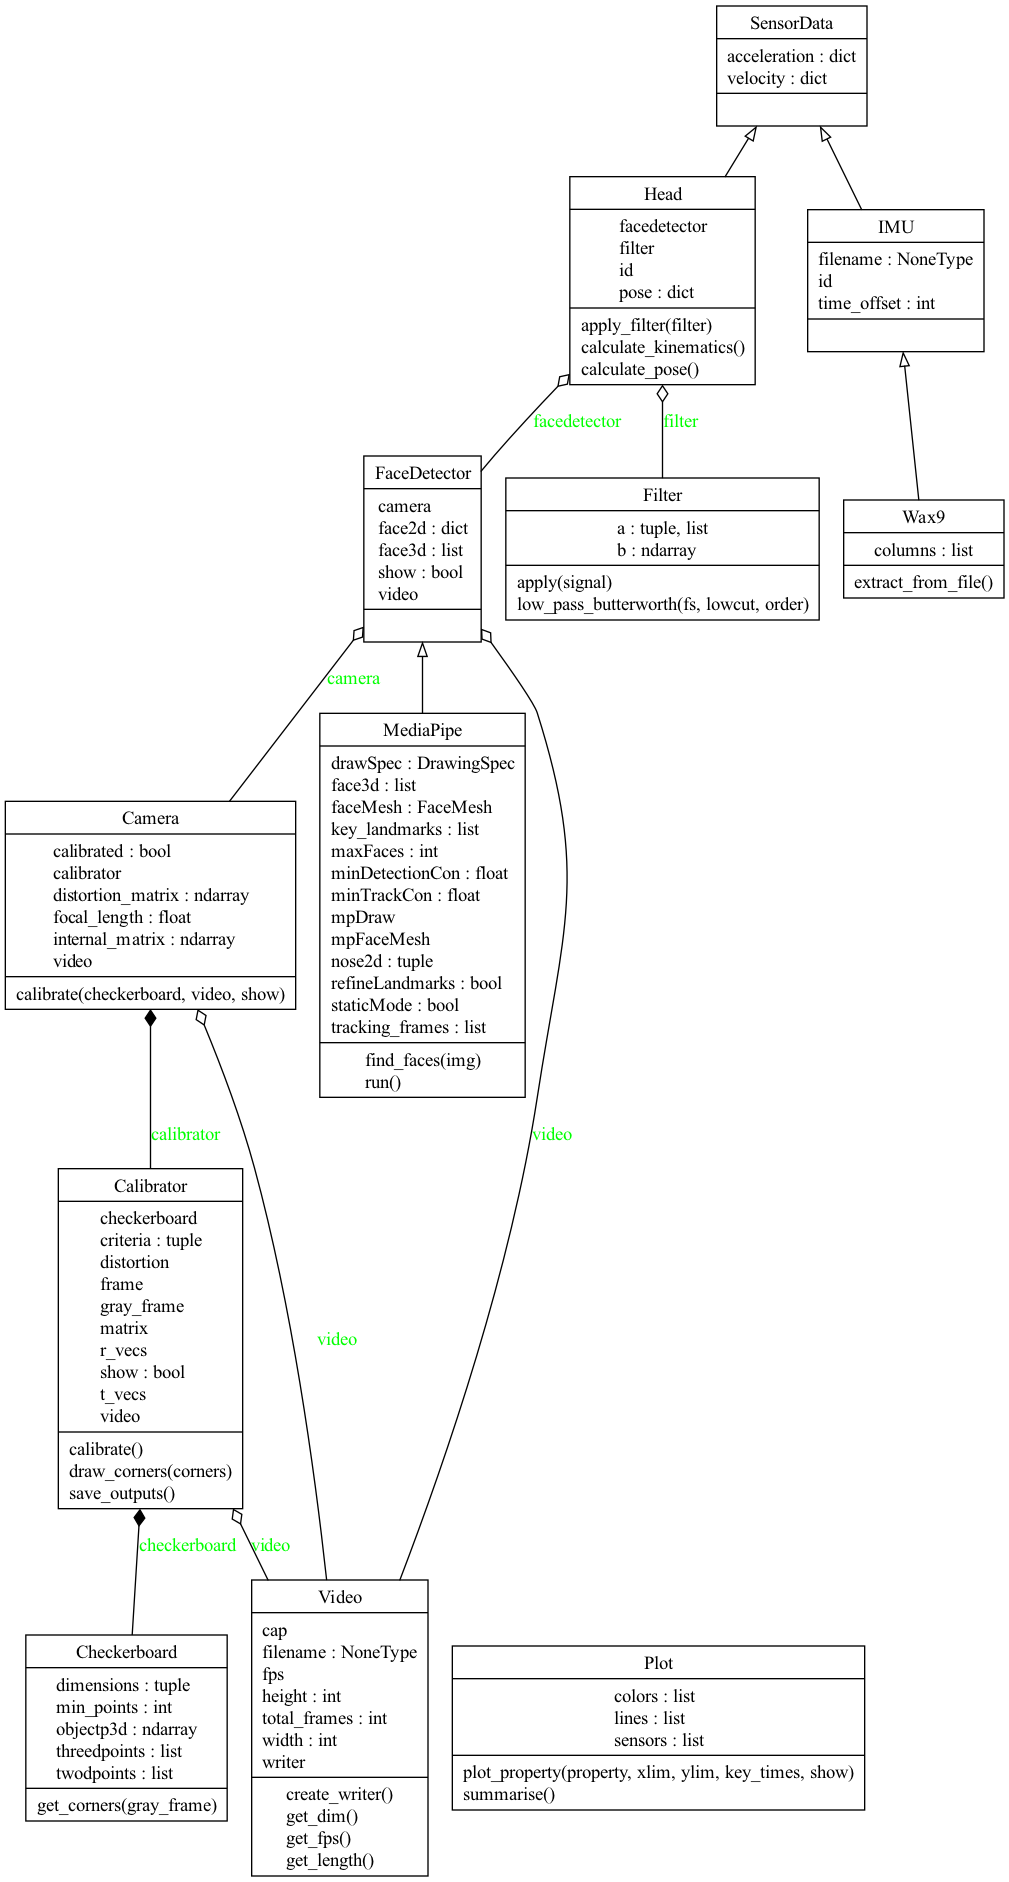 SensorData
acceleration : dict
velocity : dict
Head
facedetector
filter
id
pose : dict
apply_filter(filter)
calculate_kinematics()
calculate_pose()
IMU
filename : NoneType
id
time_offset : int
facedetector
filter
FaceDetector
camera
face2d : dict
face3d : list
show : bool
video
Filter
a : tuple, list
b : ndarray
apply(signal)
low_pass_butterworth(fs, lowcut, order)
Wax9
columns : list
extract_from_file()
camera
MediaPipe
drawSpec : DrawingSpec
face3d : list
faceMesh : FaceMesh
key_landmarks : list
maxFaces : int
minDetectionCon : float
minTrackCon : float
mpDraw
mpFaceMesh
nose2d : tuple
refineLandmarks : bool
staticMode : bool
tracking_frames : list
find_faces(img)
run()
Camera
calibrated : bool
calibrator
distortion_matrix : ndarray
focal_length : float
internal_matrix : ndarray
video
calibrate(checkerboard, video, show)
calibrator
video
Calibrator
checkerboard
criteria : tuple
distortion
frame
gray_frame
matrix
r_vecs
show : bool
t_vecs
video
calibrate()
draw_corners(corners)
save_outputs()
video
checkerboard
video
Checkerboard
dimensions : tuple
min_points : int
objectp3d : ndarray
threedpoints : list
twodpoints : list
get_corners(gray_frame)
Video
cap
filename : NoneType
fps
height : int
total_frames : int
width : int
writer
create_writer()
get_dim()
get_fps()
get_length()
Plot
colors : list
lines : list
sensors : list
plot_property(property, xlim, ylim, key_times, show)
summarise()